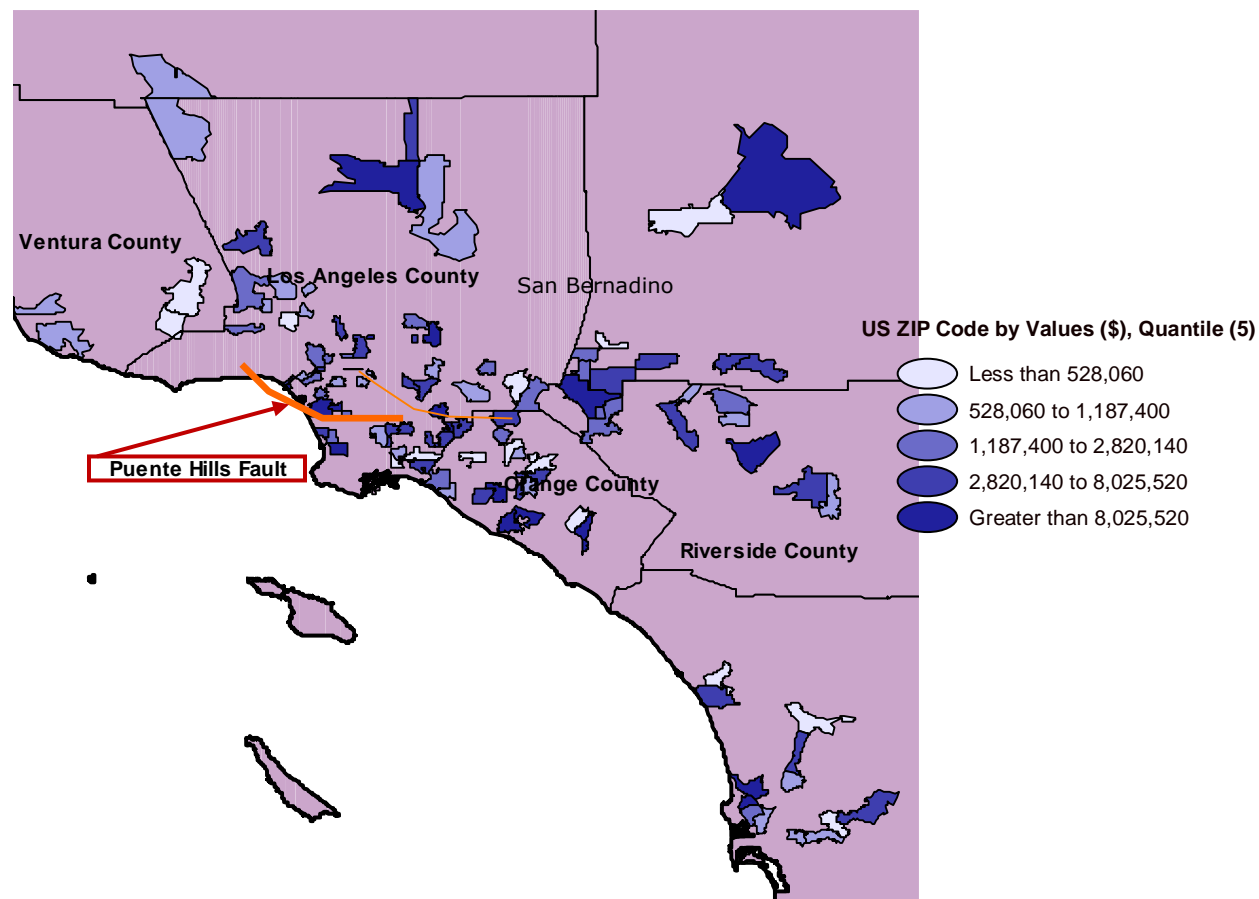 Ventura County
Los Angeles County
San Bernadino
US ZIP Code by Values ($), Quantile (5)
Less than 528,060
528,060 to 1,187,400
1,187,400 to 2,820,140
2,820,140 to 8,025,520
Greater than 8,025,520
Puente Hills Fault
Orange County
Riverside County